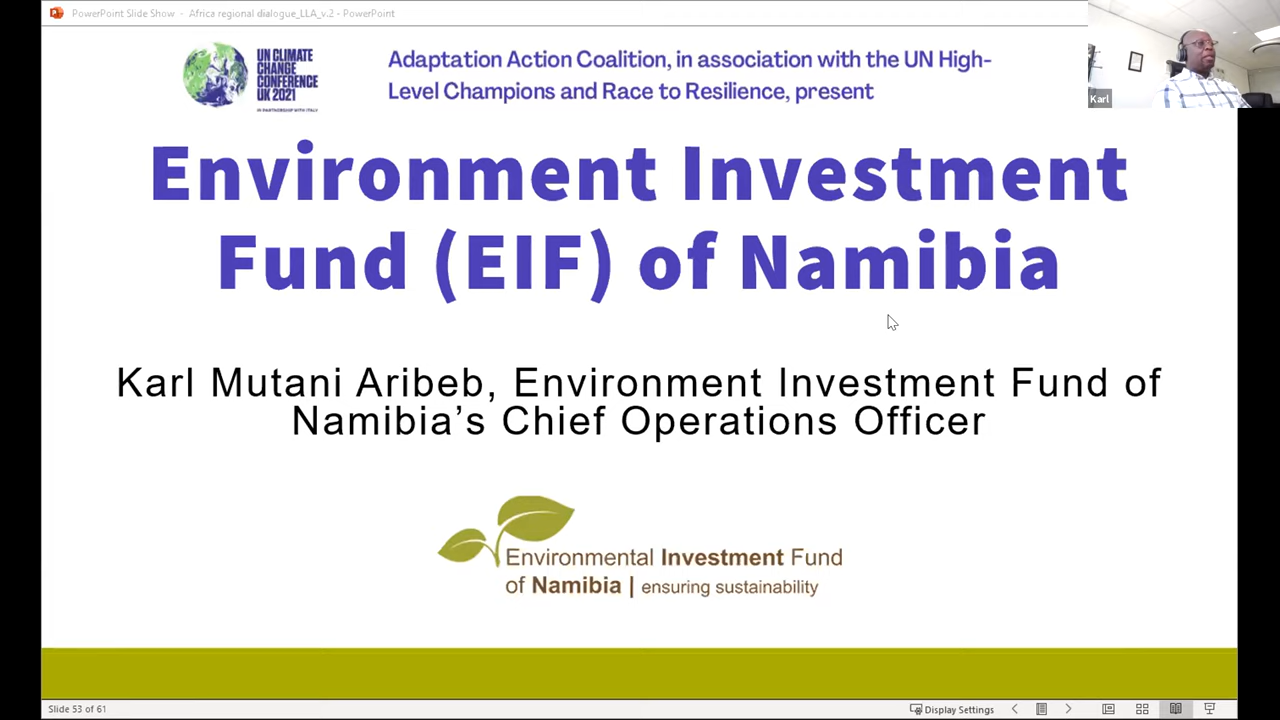 PowerPoint Slide Show - Africa regional dialogue_LLA_v.2 - PowerPoint
UN CLIMATE
CHANGE
CONFERENCE
UK 2021
IN PARTNERSHIP WITH ITALY
Adaptation Action Coalition, in association with the UN High-
Level Champions and Race to Resilience, present
Karl
Environment Investment
Fund (EIF) of Namibia
Karl Mutani Aribeb, Environment Investment Fund of
Namibia’s Chief Operations Officer
Environmental Investment Fund
of Namibia | ensuring sustainability
Slide 53 of 61
Display Settings